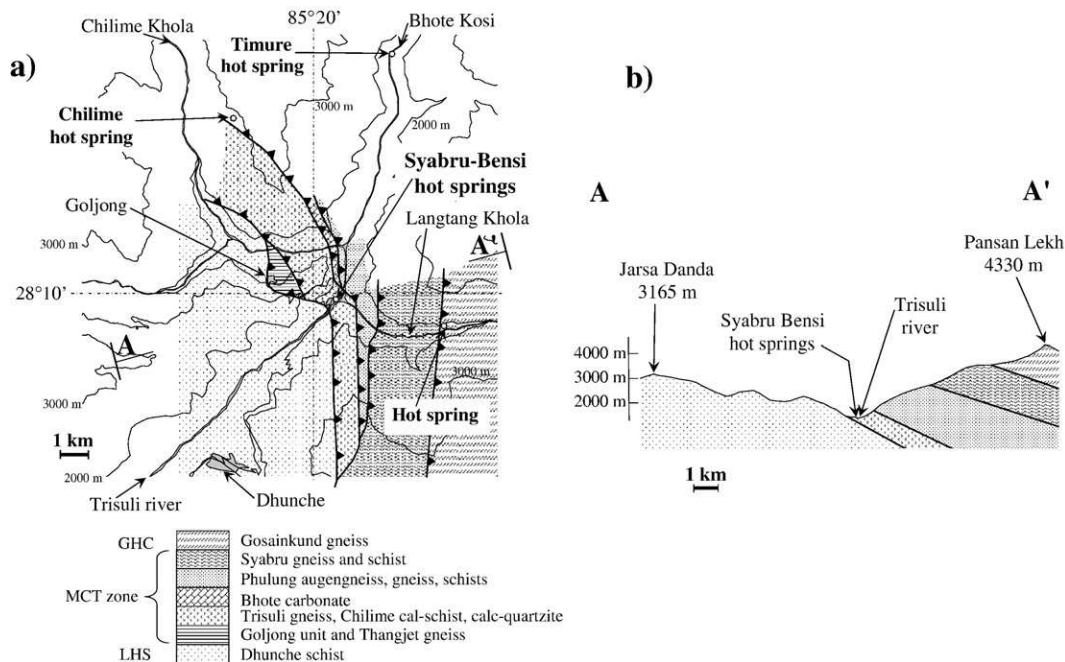 a)
Chilime Khola
85°20'
Bhote Kosi
Timure
hot spring
3000 m
2000 m
Chilime
hot spring
Syabru-Bensi
hot springs
Goljong
Langtang Khola
3000 m
A'
28°10'
A
3000 m
3000 m
Hot spring
1 km
2000 m
Trisuli river
Dhunche
GHC
Gosainkund gneiss
Syabru gneiss and schist
Phulung augengneiss, gneiss, schists
MCT zone
Bhote carbonate
Trisuli gneiss, Chilime cal-schist, calc-quartzite
Goljong unit and Thangjet gneiss
LHS
Dhunche schist
b)
A
A'
Pansan Lekh
4330 m
Jarsa Danda
3165 m
Trisuli
river
Syabru Bensi
hot springs
4000 m
3000 m
2000 m
1 km